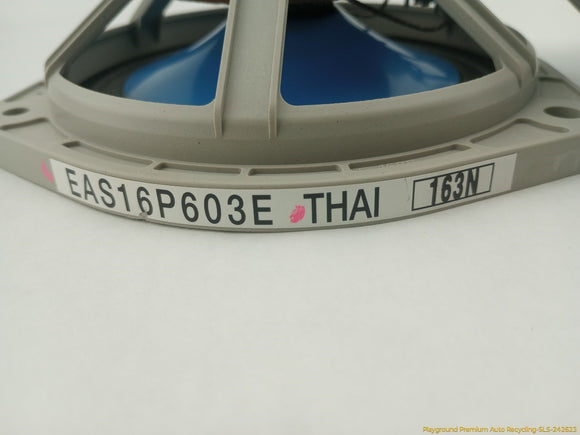 EAS16P603E THAI 163N
Playground Premium Auto Recycling-SLS-242523